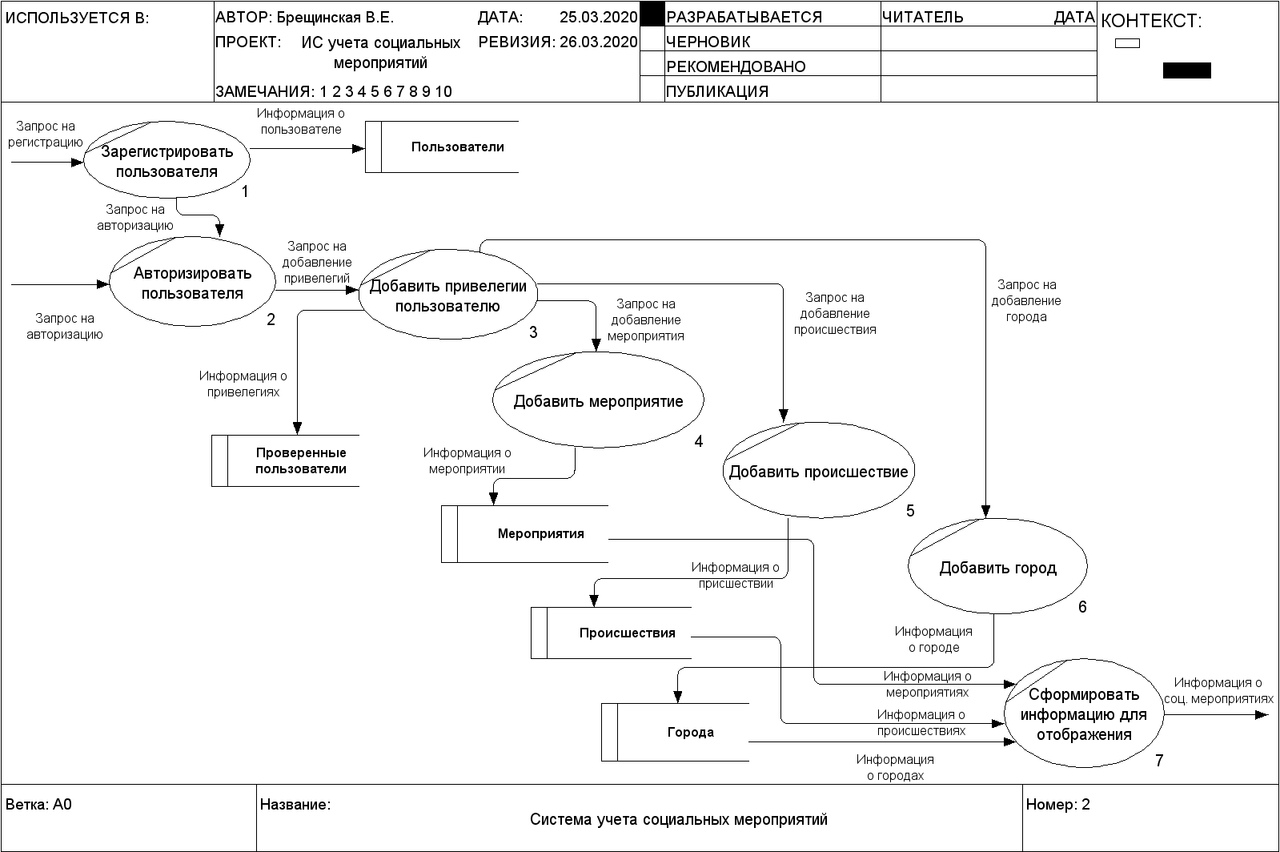 ИСПОЛЬЗУЕТСЯ В:
АВТОР: Брещинская В.Е.
ДАТА: 25.03.2020
РАЗРАБАТЫВАЕТСЯ
ЧИТАТЕЛЬ
ДАТА
КОНТЕКСТ:
ПРОЕКТ: ИС учета социальных
мероприятий
РЕВИЗИЯ: 26.03.2020
ЧЕРНОВИК
РЕКОМЕНДОВАНО
ЗАМЕЧАНИЯ: 1 2 3 4 5 6 7 8 9 10
ПУБЛИКАЦИЯ
Запрос на
регистрацию
Зарегистрировать
пользователя
1
Информация о
пользователе
Пользователи
Запрос на
авторизацию
Авторизировать
пользователя
2
Запрос на
авторизацию
Запрос на
добавление
привелегий
Добавить привелегии
пользователю
3
Запрос на
добавление
мероприятия
Запрос на
добавление
происшествия
Запрос на
добавление
города
Информация о
привелегиях
Проверенные
пользователи
Добавить мероприятие
4
Информация о
мероприятии
Мероприятия
Добавить происшествие
5
Информация о
присшествии
Происшествия
Добавить город
6
Информация
о городе
Города
Информация о
мероприятиях
Информация о
происшествиях
Информация
о городах
Сформировать
информацию для
отображения
7
Информация о
соц. мероприятиях
Ветка: A0
Название:
Система учета социальных мероприятий
Номер: 2